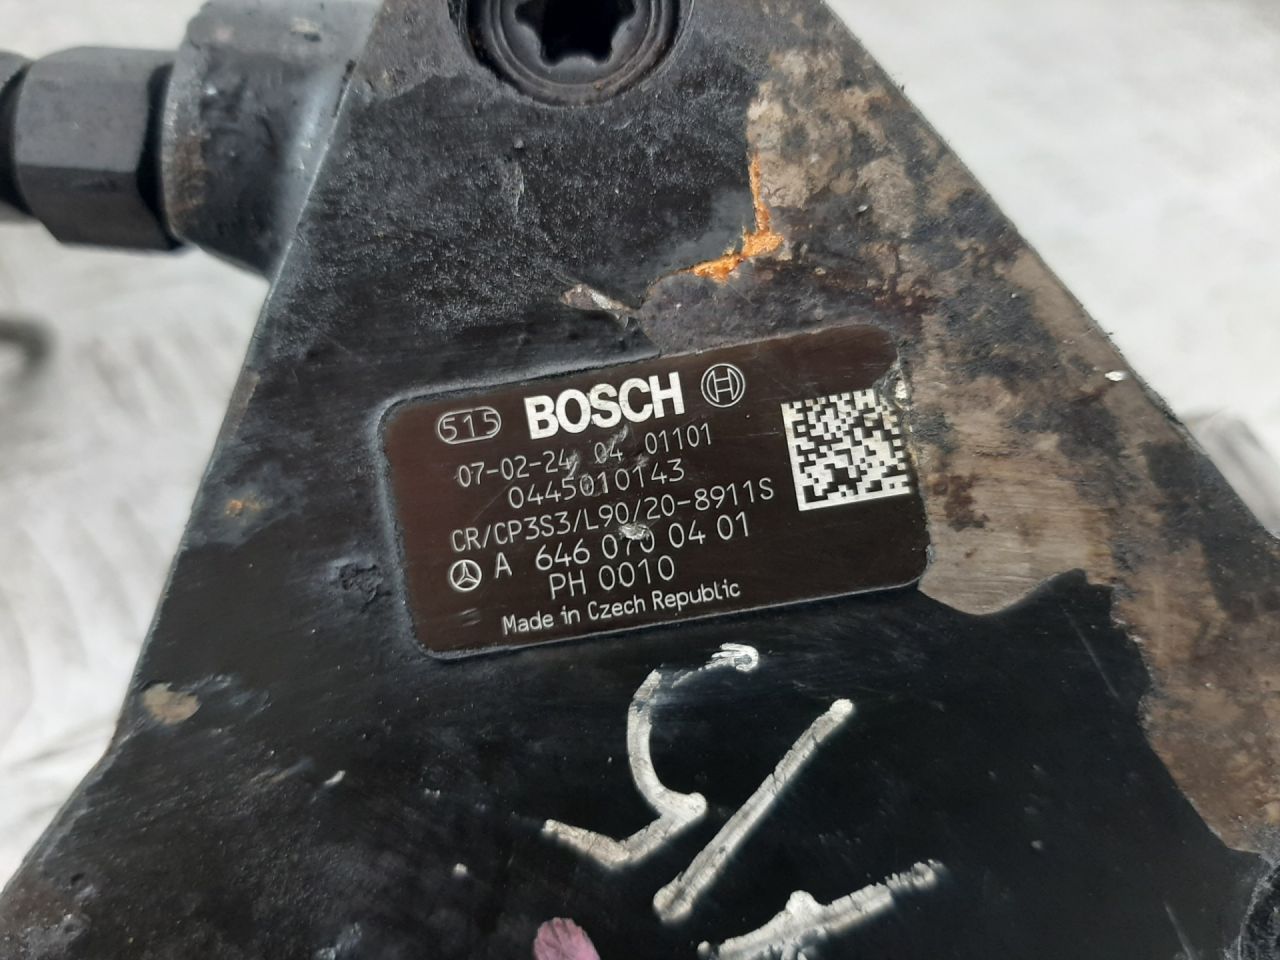 515 BOSCH
07-02-24 04 01101
0445010143
CR/CP3S3/L90/20-8911S
A 646 070 04 01
PH 0010
Made in Czech Republic